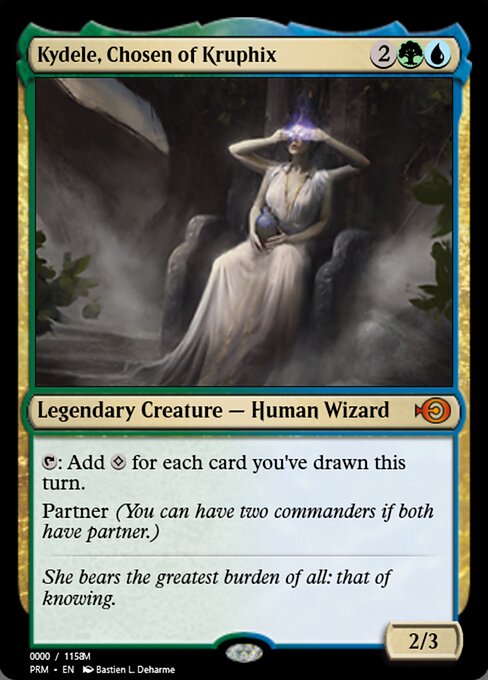 Kydele, Chosen of Kruphix 2
Legendary Creature — Human Wizard
: Add for each card you've drawn this
turn.
Partner (You can have two commanders if both
have partner.)
She bears the greatest burden of all: that of
knowing.
2/3
0000 / 1158M
PRM • EN Bastien L. Deharme